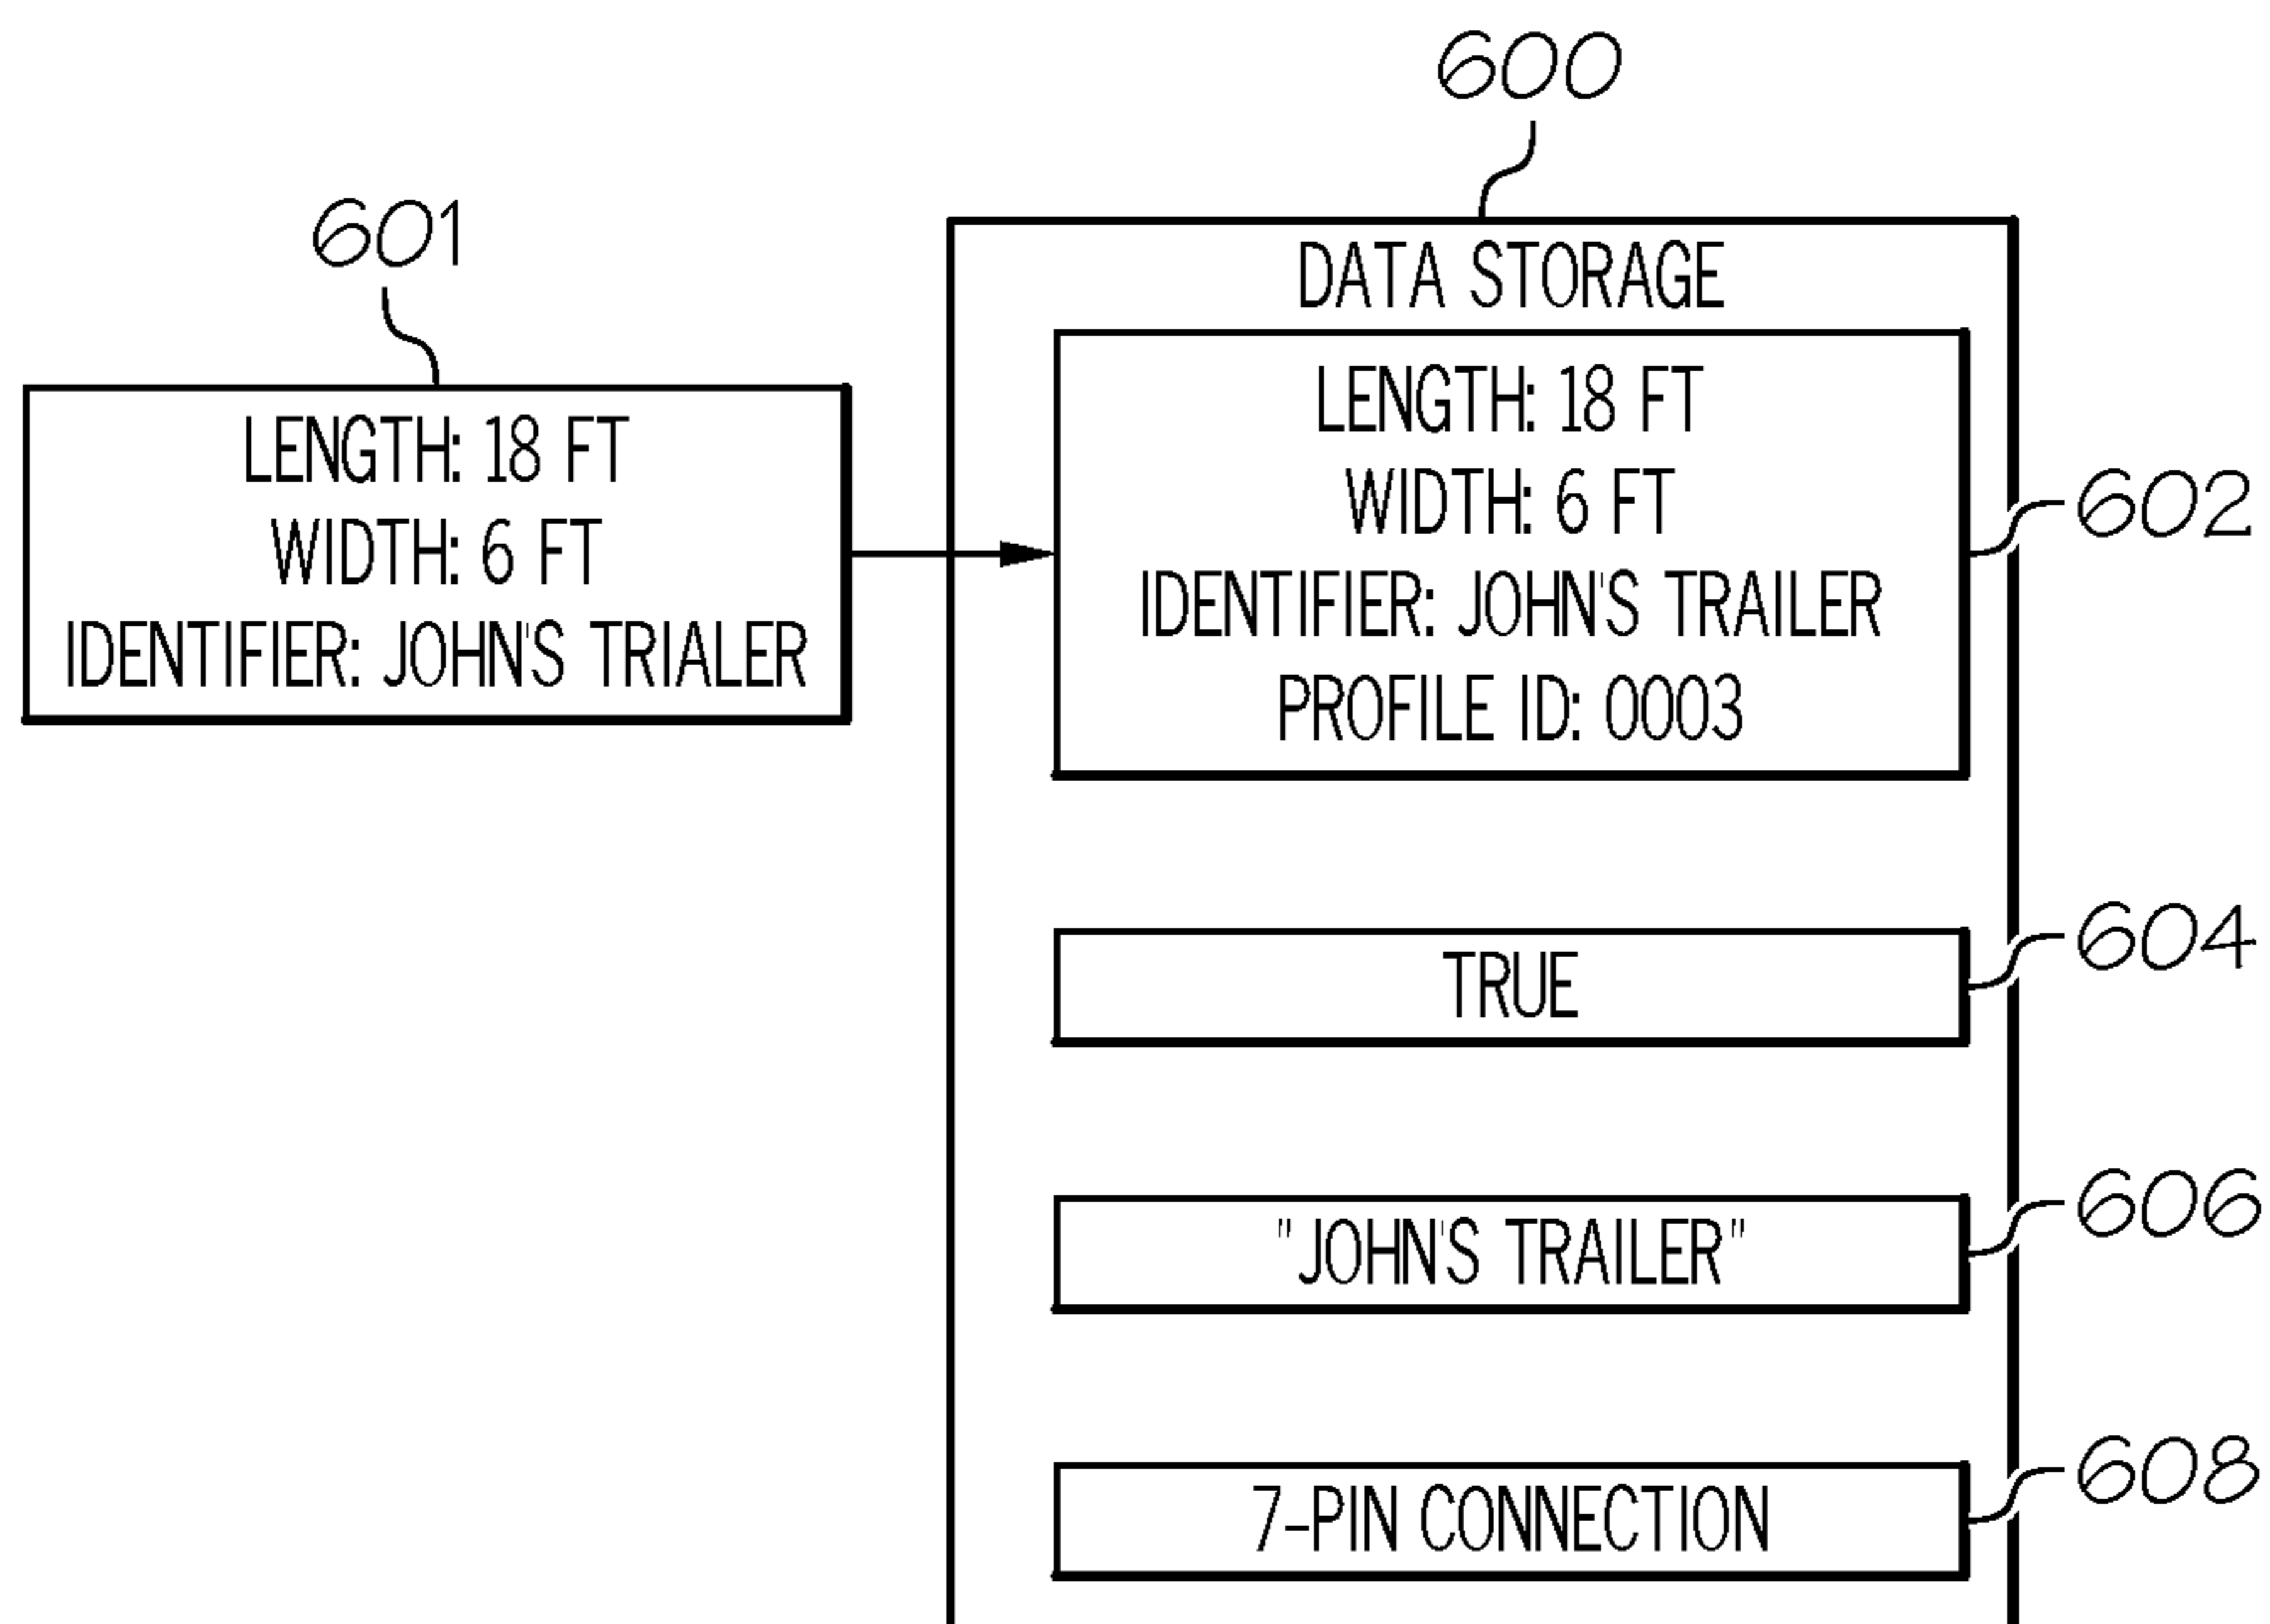 600
601
DATA STORAGE
LENGTH: 18 FT
WIDTH: 6 FT
IDENTIFIER: JOHN'S TRIALER
LENGTH: 18 FT
WIDTH: 6 FT
IDENTIFIER: JOHN'S TRAILER
PROFILE ID: 0003
602
TRUE
604
"JOHN'S TRAILER"
606
7-PIN CONNECTION
608